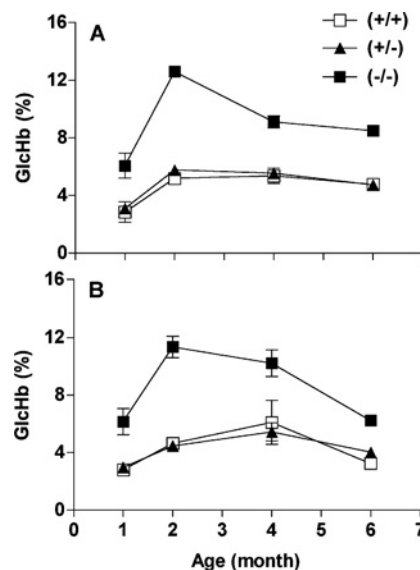 A
(+/+)
(+/-)
(-/-)
16
12
8
4
0
GlcHb (%)
B
16
12
8
4
0
GlcHb (%)
0 1 2 3 4 5 6 7
Age (month)